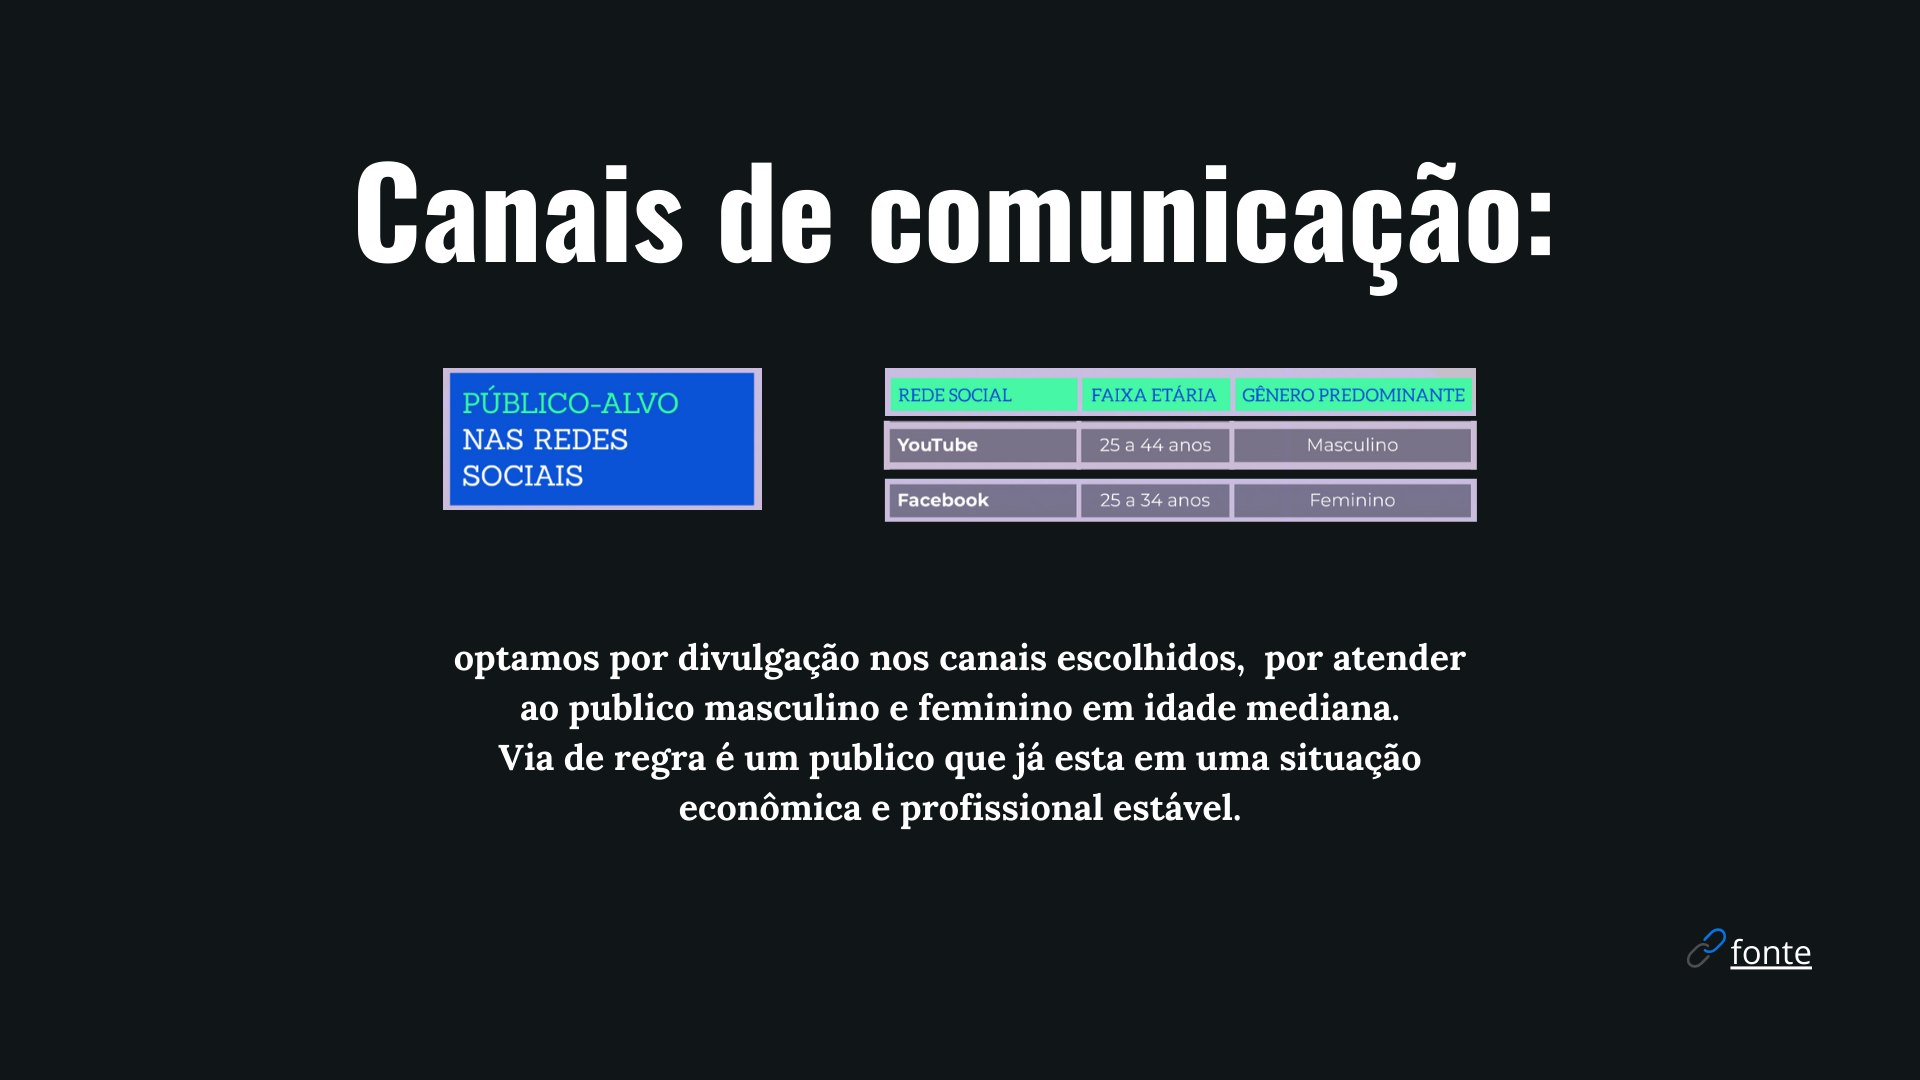 Canais de comunicação:
PÚBLICO-ALVO
NAS REDES
SOCIAIS
REDE SOCIAL FAIXA ETÁRIA GÊNERO PREDOMINANTE
YouTube 25 a 44 anos Masculino
Facebook 25 a 34 anos Feminino
optamos por divulgação nos canais escolhidos,  por atender
ao publico masculino e feminino em idade mediana.
Via de regra é um publico que já esta em uma situação
econômica e profissional estável.
fonte